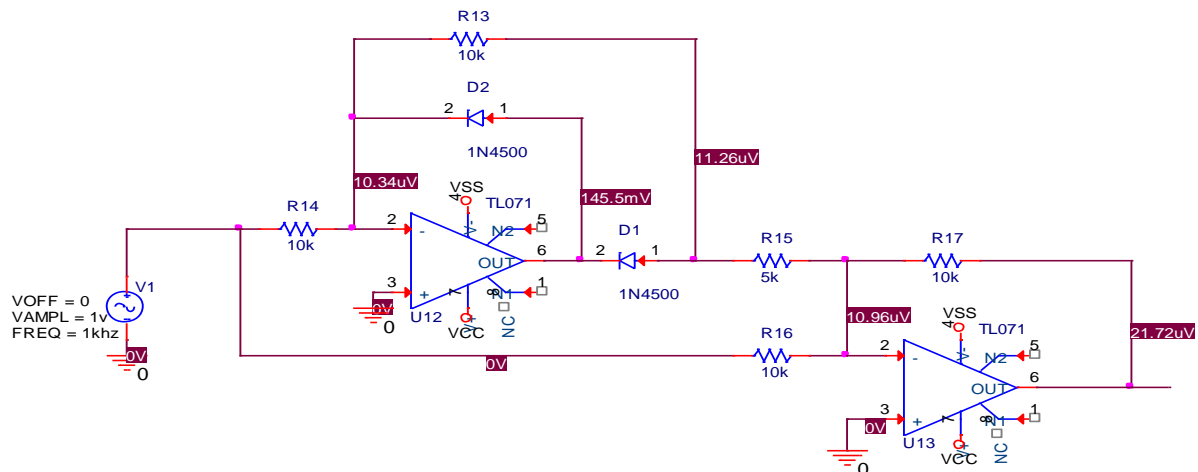 R13
10k
D2
2
1
1N4500
11.26uV
10.34uV
145.5mV
VSS
4
TL071
V-
R14
10k
2
-
N2
5
D1
6
OUT
2
1
R15
5k
R17
10k
3
+
N1
1
1N4500
V1
VOFF = 0
VAMPL = 1v
FREQ = 1khz
0V
0
0V
0
U12
7
V+
VCC
8
NC
10.96uV
VSS
4
TL071
V-
21.72uV
R16
10k
0V
2
-
N2
5
6
OUT
3
+
N1
1
0V
0
U13
7
V+
VCC
8
NC